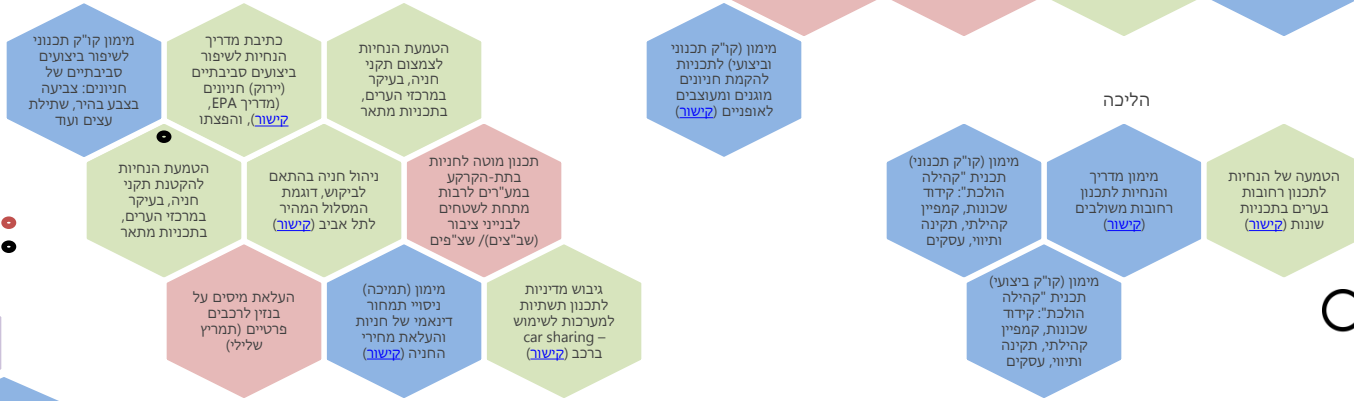 מימון קו"ק תכנוני
לשיפור ביצועים
סביבתיים של
חניונים: צביעה
בצבע בהיר, שתילת
עצים ועוד
כתיבת מדריך
הנחיות לשיפור
ביצועים סביבתיים
(יירוק) חניונים
(מדריך EPA,
קישור), והפצתו
הטמעת הנחיות
לצמצום תקני
חניה, בעיקר
במרכזי הערים,
בתכניות מתאר
הטמעת הנחיות
להקטנת תקני
חניה, בעיקר
במרכזי הערים,
בתכניות מתאר
ניהול חניה בהתאם
לביקוש, דוגמת
המסלול המהיר
לתל אביב (קישור)
תכנון מוטה לחניות
בתת-הקרקע
במע"רים לרבות
מתחת לשטחים
לבנייני ציבור
(שב"צים)/ שצ"פים
העלאת מיסים על
בנזין לרכבים
פרטיים (תמריץ
שלילי)
מימון (תמיכה)
ניסויי תמחור
דינאמי של חניות
והעלאת מחירי
החניה (קישור)
גיבוש מדיניות
לתכנון תשתיות
למערכות לשימוש
car sharing –
ברכב (קישור)
מימון (קו"ק תכנוני
וביצועי) לתכניות
להקמת חניונים
מוגנים ומעוצבים
לאופניים (קישור)
הליכה
מימון (קו"ק תכנוני)
תכנית "קהילה
הולכת": קידוד
שכונות, קמפיין
קהילתי, תקינה
ותיווי, עסקים
מימון מדריך
והנחיות לתכנון
רחובות משולבים
(קישור)
הטמעה של הנחיות
לתכנון רחובות
בערים בתכניות
שונות (קישור)
מימון (קו"ק ביצועי)
תכנית "קהילה
הולכת": קידוד
שכונות, קמפיין
קהילתי, תקינה
ותיווי, עסקים